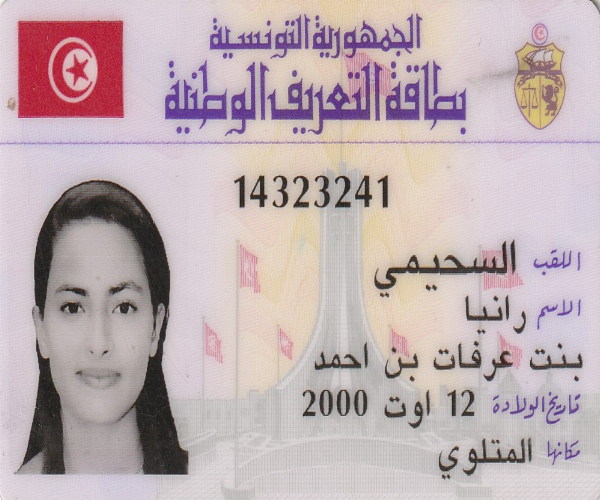 الجمهورية التونسية
بطاقة التعريف الوطنية
14323241
اللقب السحيمي
الاسم رانيا
بنت عرفات بن احمد
تاريخ الولادة 12 اوت 2000
مكانها المتلوي